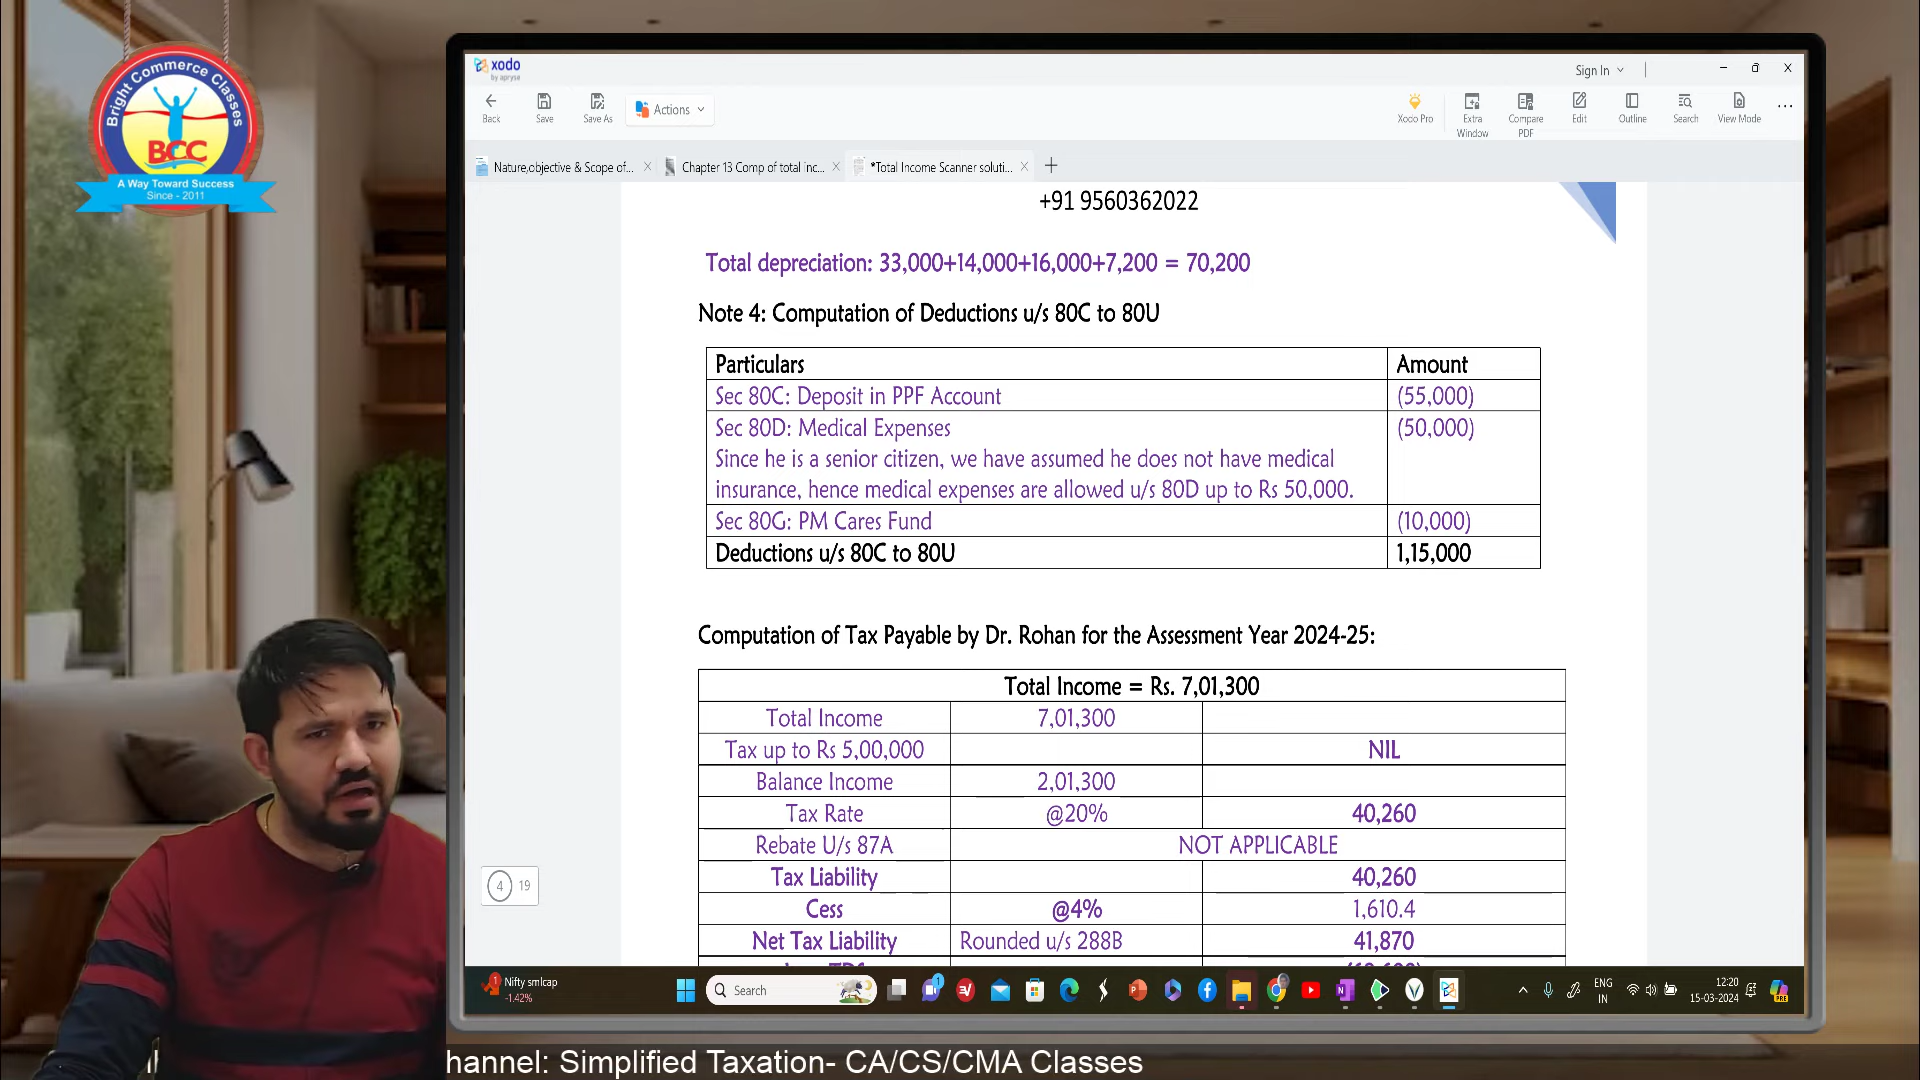 Bright Commerce Classes
BCC
A Way Toward Success
Since - 2011
xodo
by apryse
Sign In
Back
Save
Save As
Actions
Xodo Pro
Extra Window
Compare PDF
Edit
Outline
Search
View Mode
Nature,objective & Scope of...
Chapter 13 Comp of total inc...
*Total Income Scanner soluti...
+91 9560362022
Total depreciation: 33,000+14,000+16,000+7,200 = 70,200
Note 4: Computation of Deductions u/s 80C to 80U
Particulars Amount
Sec 80C: Deposit in PPF Account (55,000)
Sec 80D: Medical Expenses (50,000)
Since he is a senior citizen, we have assumed he does not have medical
insurance, hence medical expenses are allowed u/s 80D up to Rs 50,000.
Sec 80G: PM Cares Fund (10,000)
Deductions u/s 80C to 80U 1,15,000
Computation of Tax Payable by Dr. Rohan for the Assessment Year 2024-25:
Total Income = Rs. 7,01,300
Total Income 7,01,300
Tax up to Rs 5,00,000 NIL
Balance Income 2,01,300
Tax Rate @20% 40,260
Rebate U/s 87A NOT APPLICABLE
Tax Liability 40,260
Cess @4% 1,610.4
Net Tax Liability Rounded u/s 288B 41,870
4 19
1
Nifty smlcap
-1.42%
Search
1
ENG
IN
12:20
15-03-2024
PRE
hannel: Simplified Taxation- CA/CS/CMA Classes